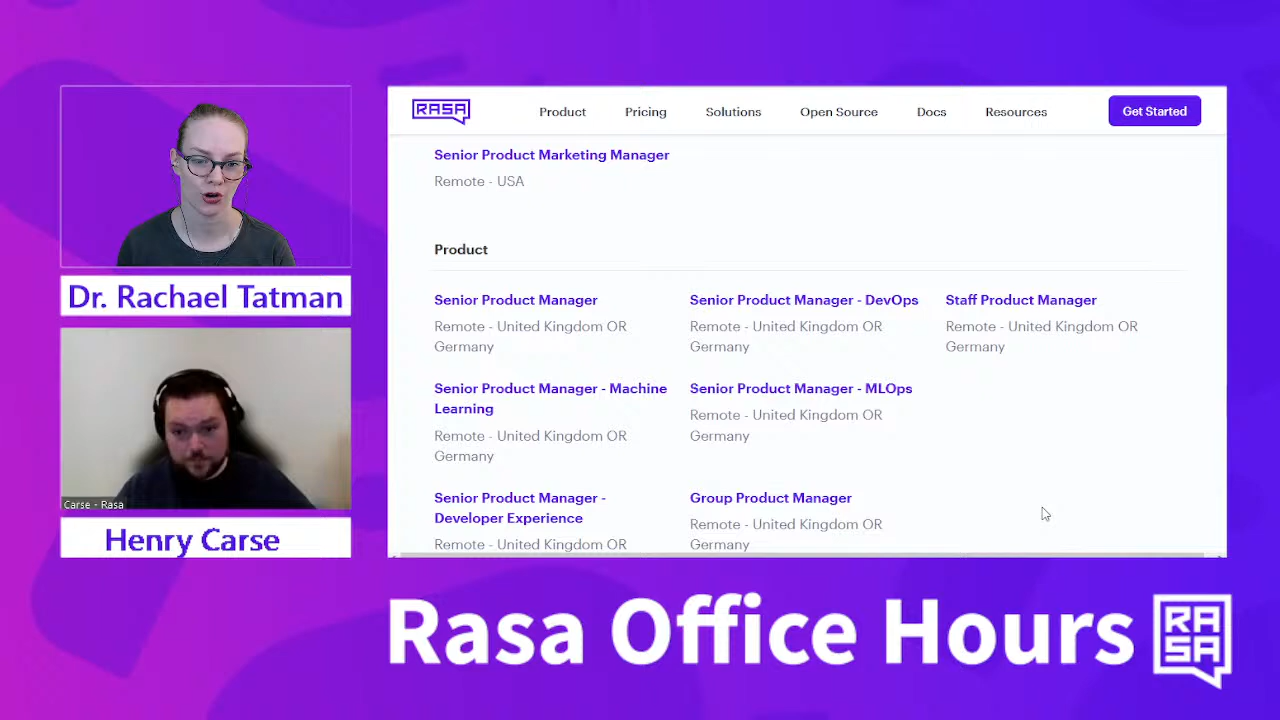 Dr. Rachael Tatman
Carse - Rasa
Henry Carse
RASA
Product
Pricing
Solutions
Open Source
Docs
Resources
Get Started
Senior Product Marketing Manager
Remote - USA
Product
Senior Product Manager
Remote - United Kingdom OR
Germany
Senior Product Manager - DevOps
Remote - United Kingdom OR
Germany
Staff Product Manager
Remote - United Kingdom OR
Germany
Senior Product Manager - Machine
Learning
Remote - United Kingdom OR
Germany
Senior Product Manager - MLOps
Remote - United Kingdom OR
Germany
Senior Product Manager -
Developer Experience
Remote - United Kingdom OR
Group Product Manager
Remote - United Kingdom OR
Germany
Rasa Office Hours
RA
SA